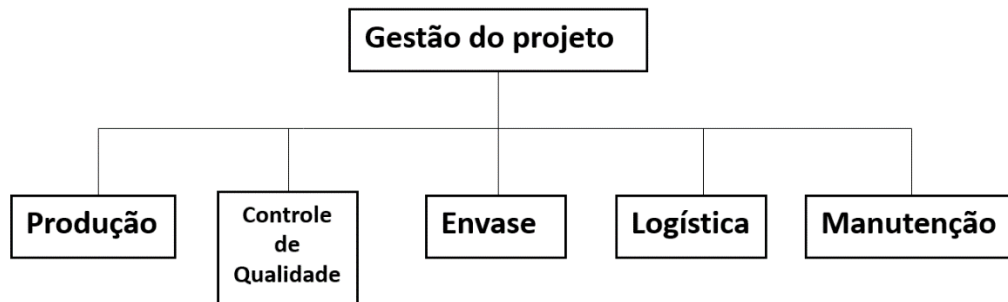 Gestão do projeto
Produção
Controle
de
Qualidade
Envase
Logística
Manutenção